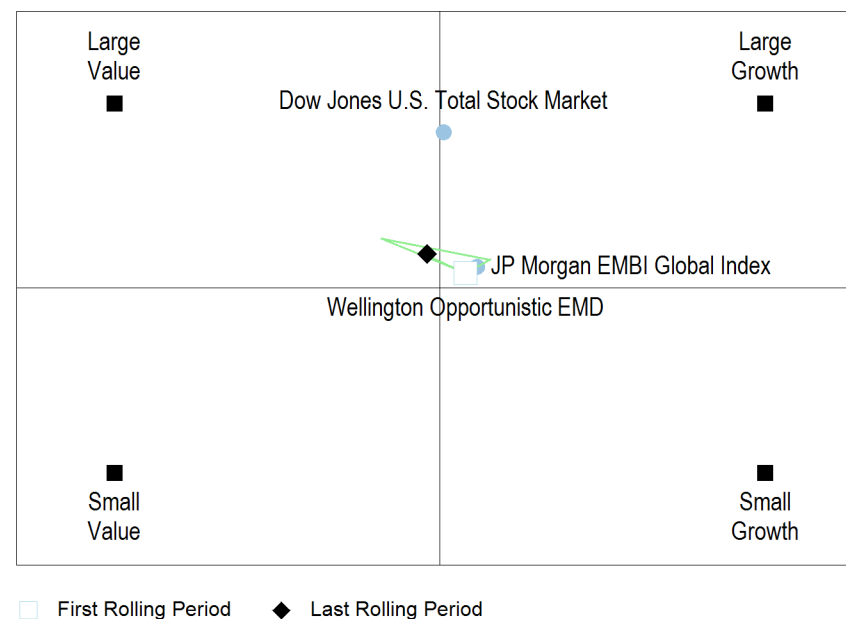 Large
Value
Large
Growth
Dow Jones U.S. Total Stock Market
JP Morgan EMBI Global Index
Wellington Opportunistic EMD
Small
Value
Small
Growth
First Rolling Period
Last Rolling Period